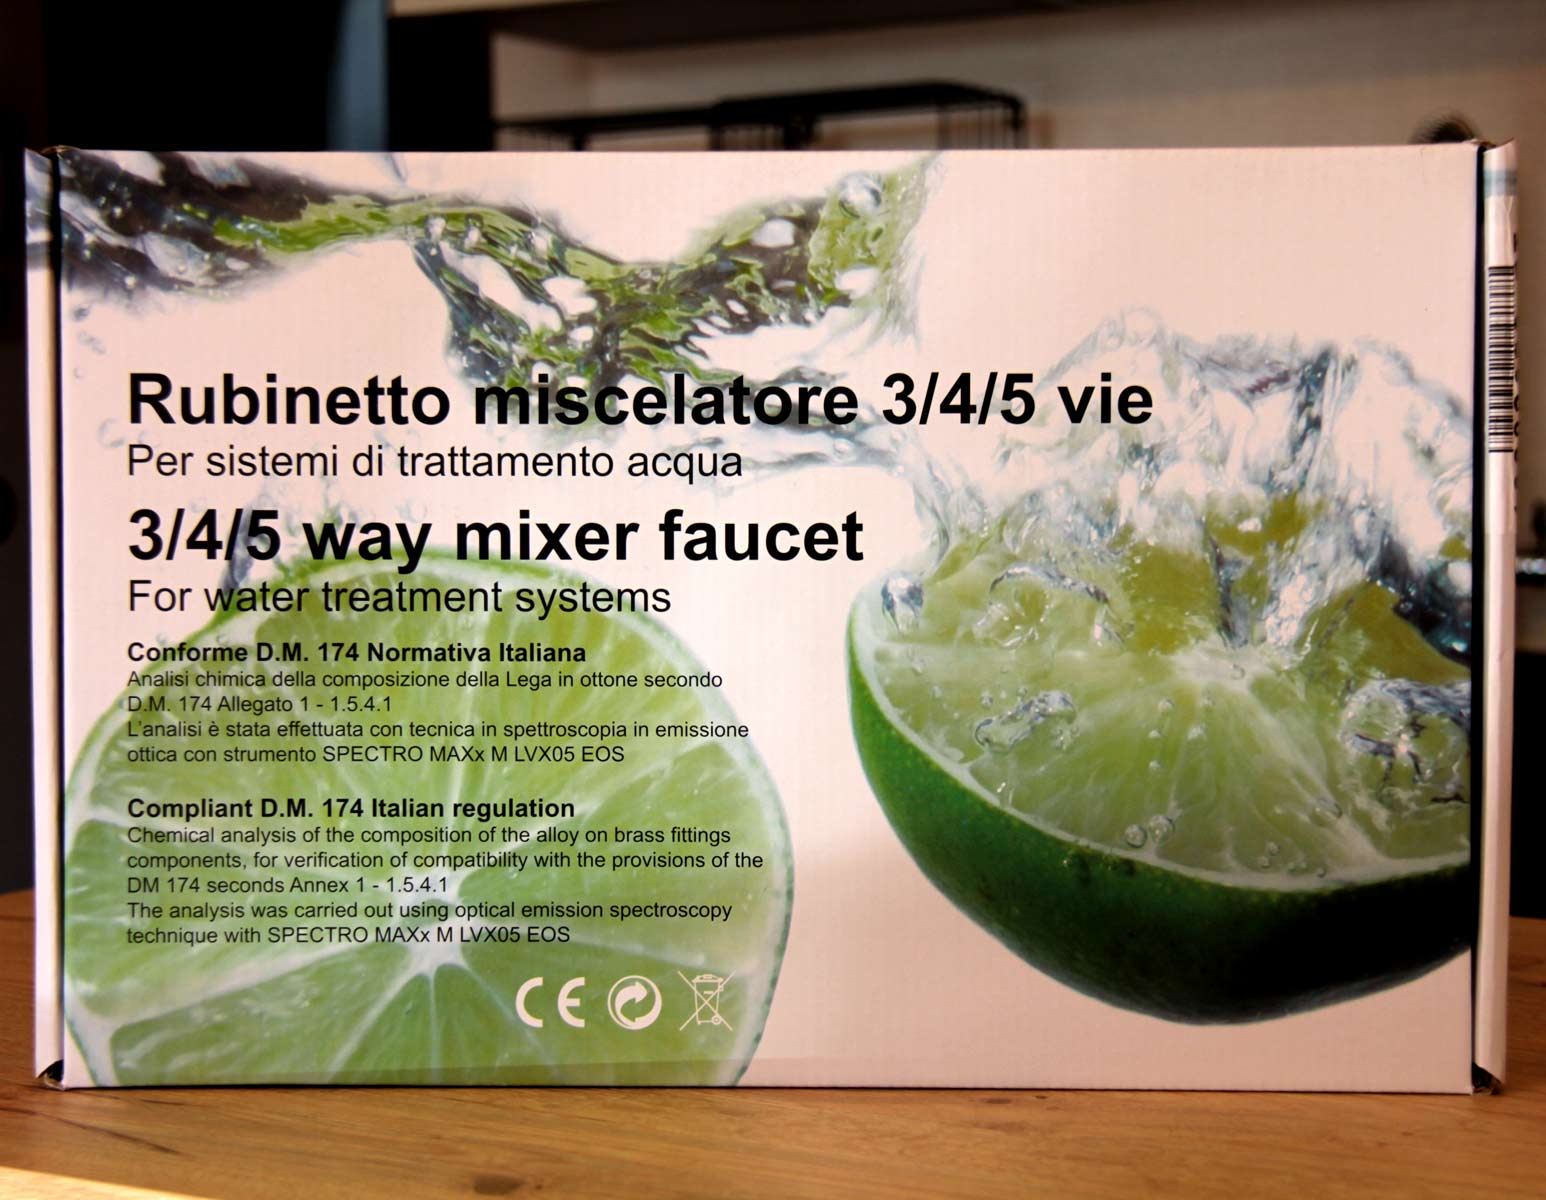 Rubinetto miscelatore 3/4/5 vie
Per sistemi di trattamento acqua
3/4/5 way mixer faucet
For water treatment systems
Conforme D.M. 174 Normativa Italiana
Analisi chimica della composizione della Lega in ottone secondo
D.M. 174 Allegato 1 - 1.5.4.1
L'analisi è stata effettuata con tecnica in spettroscopia in emissione
ottica con strumento SPECTRO MAXx M LVX05 EOS
Compliant D.M. 174 Italian regulation
Chemical analysis of the composition of the alloy on brass fittings
components, for verification of compatibility with the provisions of the
DM 174 seconds Annex 1 - 1.5.4.1
The analysis was carried out using optical emission spectroscopy
technique with SPECTRO MAXx M LVX05 EOS
CE